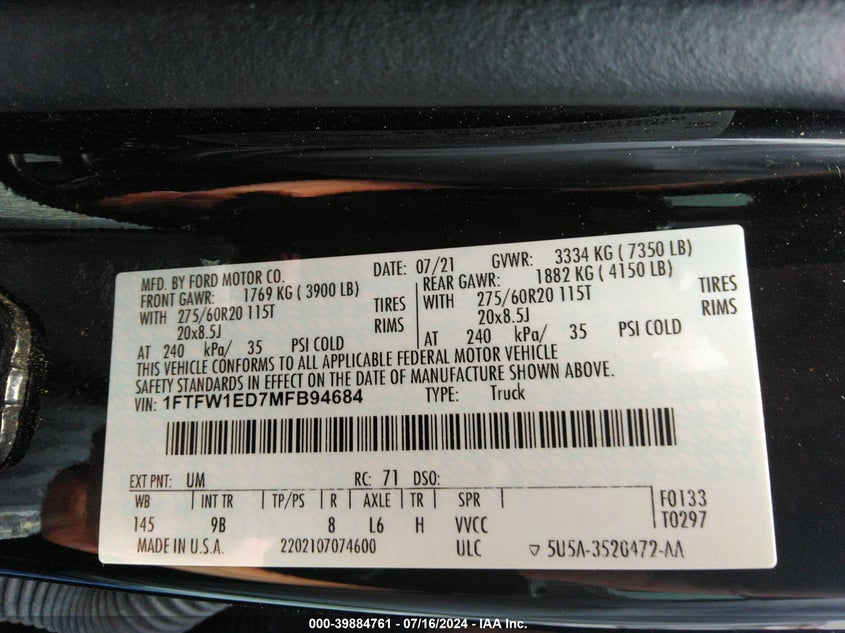 MFD. BY FORD MOTOR CO. DATE: 07/21 GVWR: 3334 KG ( 7350 LB)
FRONT GAWR: 1769 KG ( 3900 LB) REAR GAWR: 1882 KG ( 4150 LB)
WITH 275/60R20 115T TIRES WITH 275/60R20 115T TIRES
20x8.5J RIMS 20x8.5J RIMS
AT 240 kPa/ 35 PSI COLD AT 240 kPa/ 35 PSI COLD
THIS VEHICLE CONFORMS TO ALL APPLICABLE FEDERAL MOTOR VEHICLE
SAFETY STANDARDS IN EFFECT ON THE DATE OF MANUFACTURE SHOWN ABOVE.
VIN: 1FTFW1ED7MFB94684 TYPE: Truck
EXT PNT: UM RC: 71 DSO:
WB INT TR TP/PS R AXLE TR SPR F0133
145 9B 8 L6 H VVCC T0297
MADE IN U.S.A. 2202107074600 ULC ▽ 5U5A-3520472-AA
000-39884761 - 07/16/2024 - IAA Inc.